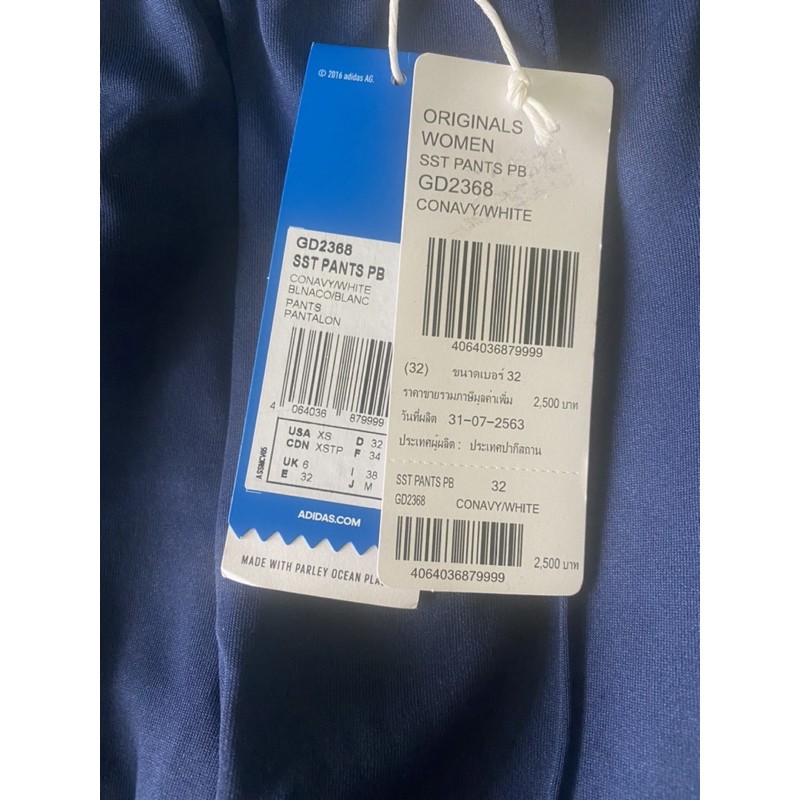 © 2016 adidas AG.
GD2368
SST PANTS PB
CONAVY/WHITE
BLNACO/BLANC
PANTS
PANTALON
4 064036 879999
USA XS D 32
CDN XSTP F 34
UK 6 I 38
E 32 J M
ASSMCV05
ADIDAS.COM
MADE WITH PARLEY OCEAN
ORIGINALS
WOMEN
SST PANTS PB
GD2368
CONAVY/WHITE
4064036879999
(32) ขนาดเบอร์ 32
ราคาขายรวมภาษีมูลค่าเพิ่ม 2,500 บาท
วันที่ผลิต 31-07-2563
ประเทศผู้ผลิต : ประเทศปากีสถาน
SST PANTS PB 32
GD2368 CONAVY/WHITE
4064036879999 2,500 บาท